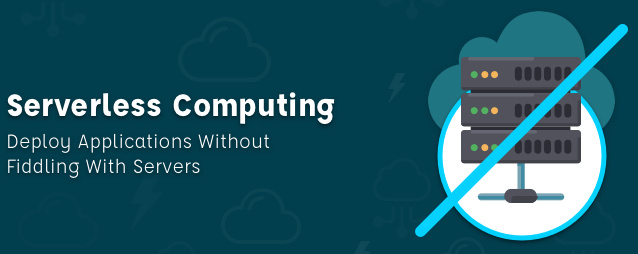 Serverless Computing
Deploy Applications Without
Fiddling With Servers